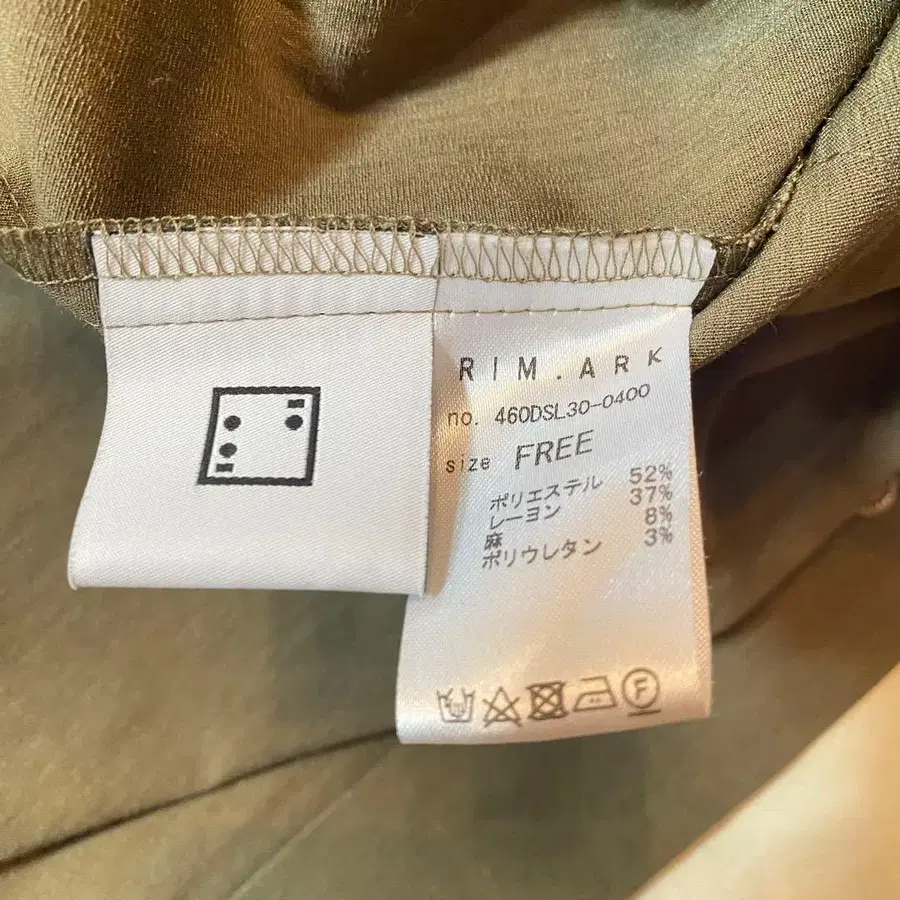 RIM.ARK
no. 460DSL30-0400
size FREE
ポリエステル 52%
レーヨン 37%
麻 8%
ポリウレタン 3%
F